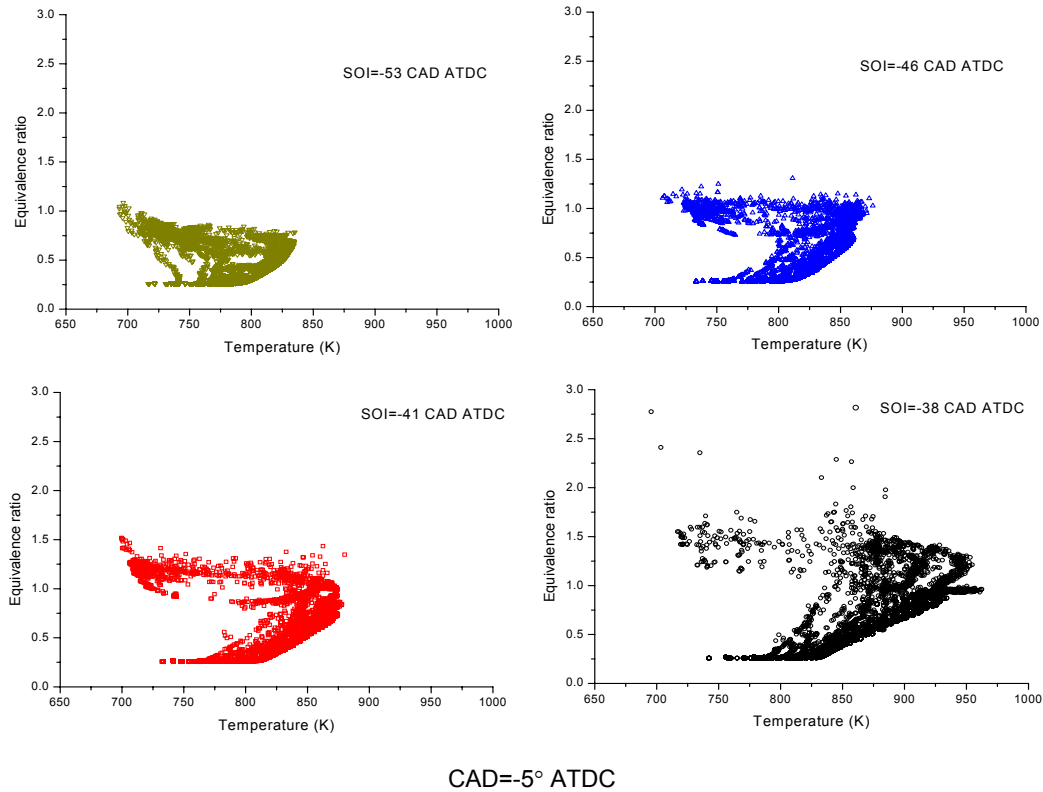 3.0
2.5
2.0
1.5
1.0
0.5
0.0
Equivalence ratio
SOI=-53 CAD ATDC
650 700 750 800 850 900 950 1000
Temperature (K)
3.0
2.5
2.0
1.5
1.0
0.5
0.0
Equivalence ratio
SOI=-46 CAD ATDC
650 700 750 800 850 900 950 1000
Temperature (K)
3.0
2.5
2.0
1.5
1.0
0.5
0.0
Equivalence ratio
SOI=-41 CAD ATDC
650 700 750 800 850 900 950 1000
Temperature (K)
3.0
2.5
2.0
1.5
1.0
0.5
0.0
Equivalence ratio
SOI=-38 CAD ATDC
650 700 750 800 850 900 950 1000
Temperature (K)
CAD=-5° ATDC